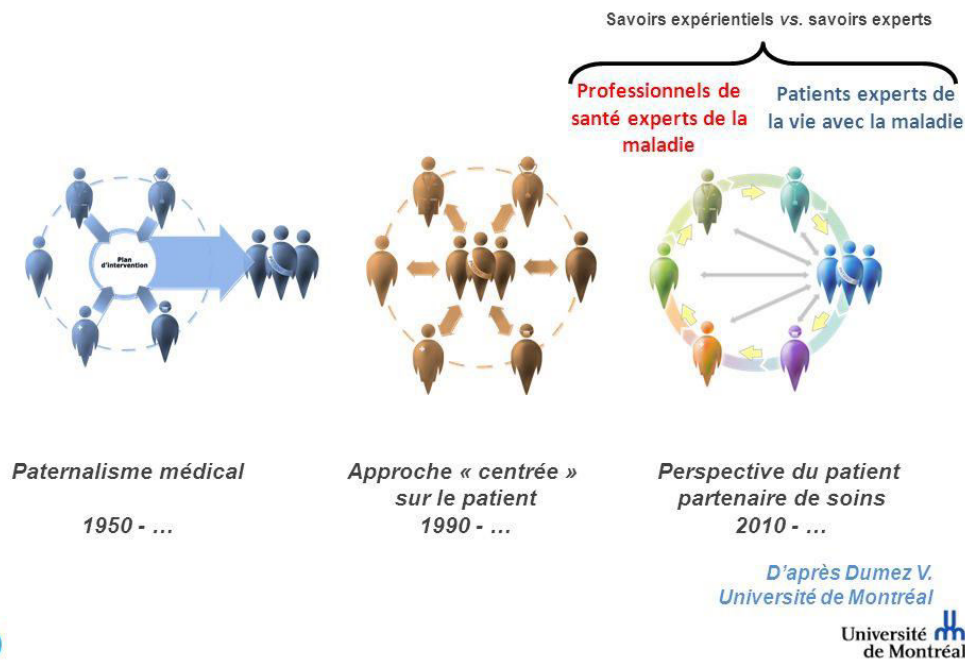 Savoirs expérientiels vs. savoirs experts
Professionnels de
santé experts de la
maladie
Patients experts de
la vie avec la maladie
Plan
d'intervention
Paternalisme médical
1950 - …
Approche « centrée »
sur le patient
1990 - …
Perspective du patient
partenaire de soins
2010 - …
D'après Dumez V.
Université de Montréal
Université
de Montréal